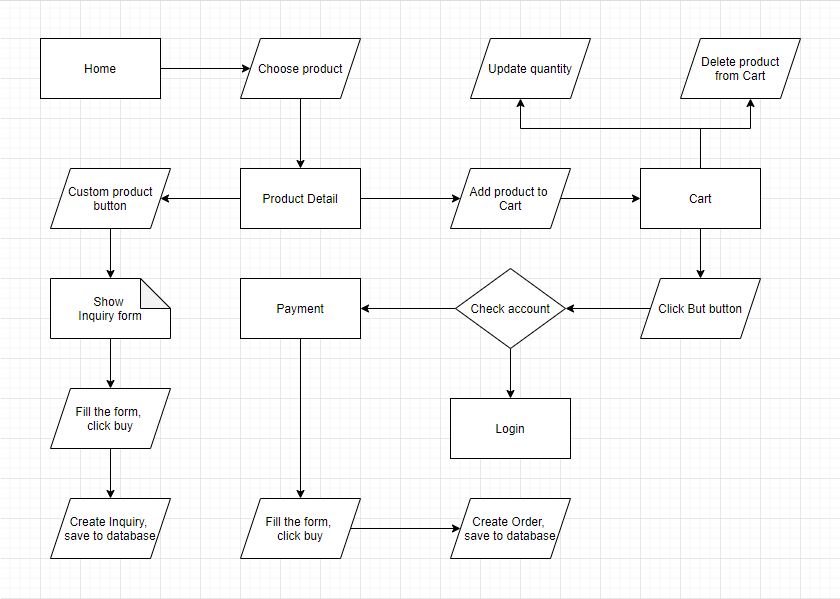 Home
Choose product
Update quantity
Delete product
from Cart
Custom product
button
Product Detail
Add product to
Cart
Cart
Show
Inquiry form
Payment
Check account
Click But button
Fill the form,
click buy
Login
Create Inquiry,
save to database
Fill the form,
click buy
Create Order,
save to database